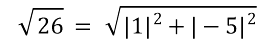 √26 = √|1|² + |−5|²